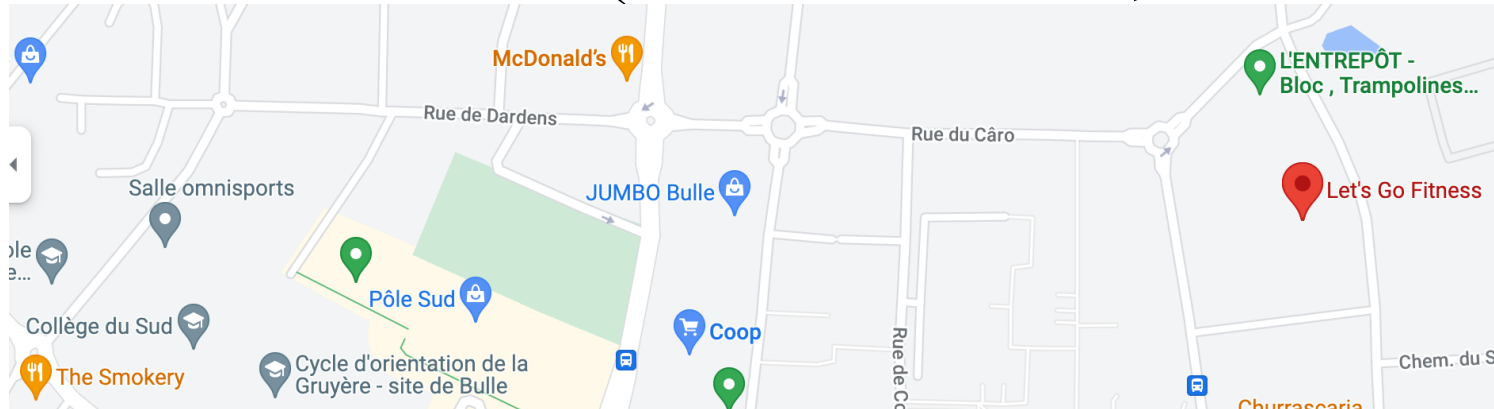 McDonald's
L'ENTREPÔT -
Bloc , Trampolines...
Rue de Dardens
Rue du Câro
Salle omnisports
JUMBO Bulle
Let's Go Fitness
Pôle Sud
Collège du Sud
Coop
Rue de
Cycle d'orientation de la
Gruyère - site de Bulle
Chem. du S
The Smokery
Churrascaria